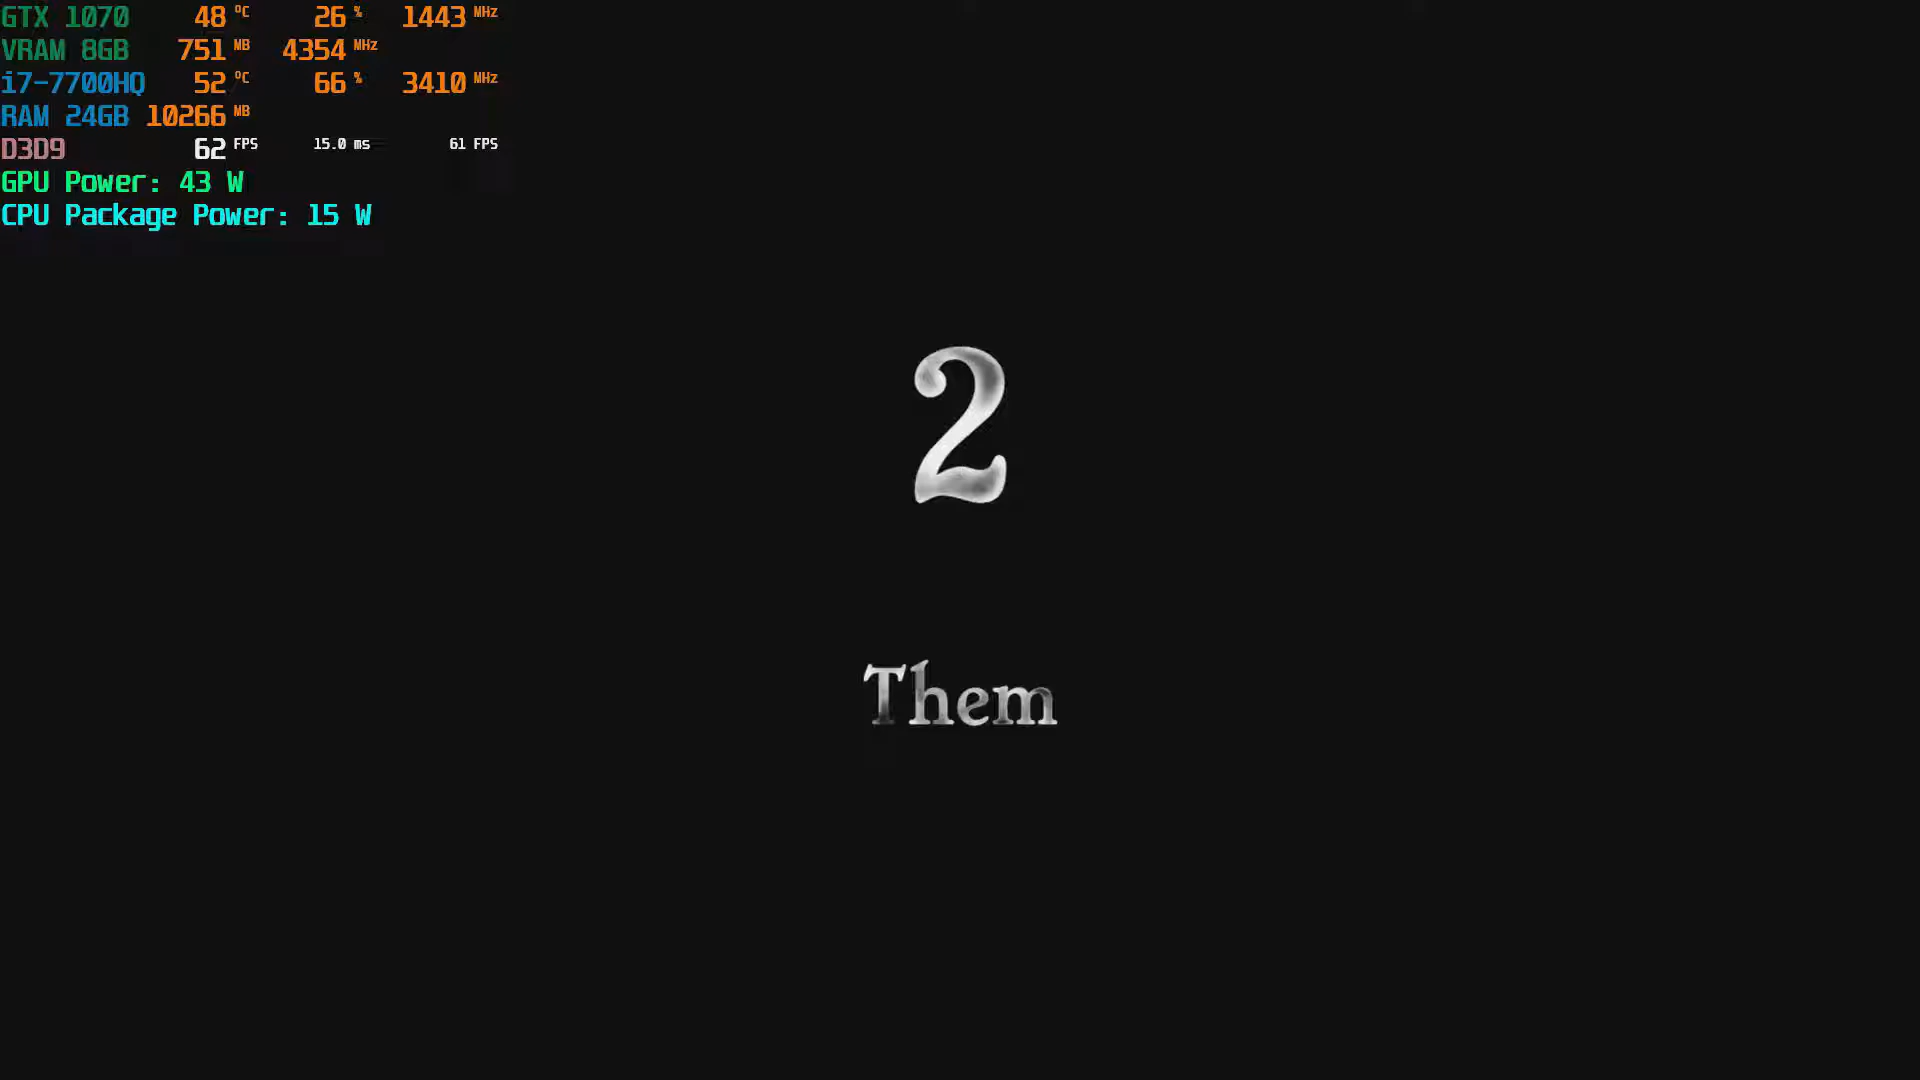 GTX 1070 48 °C 26 % 1443 MHz
VRAM 8GB 751 MB 4354 MHz
i7-7700HQ 52 °C 66 % 3410 MHz
RAM 24GB 10266 MB
D3D9 62 FPS 15.0 ms 61 FPS
GPU Power: 43 W
CPU Package Power: 15 W
2
Them